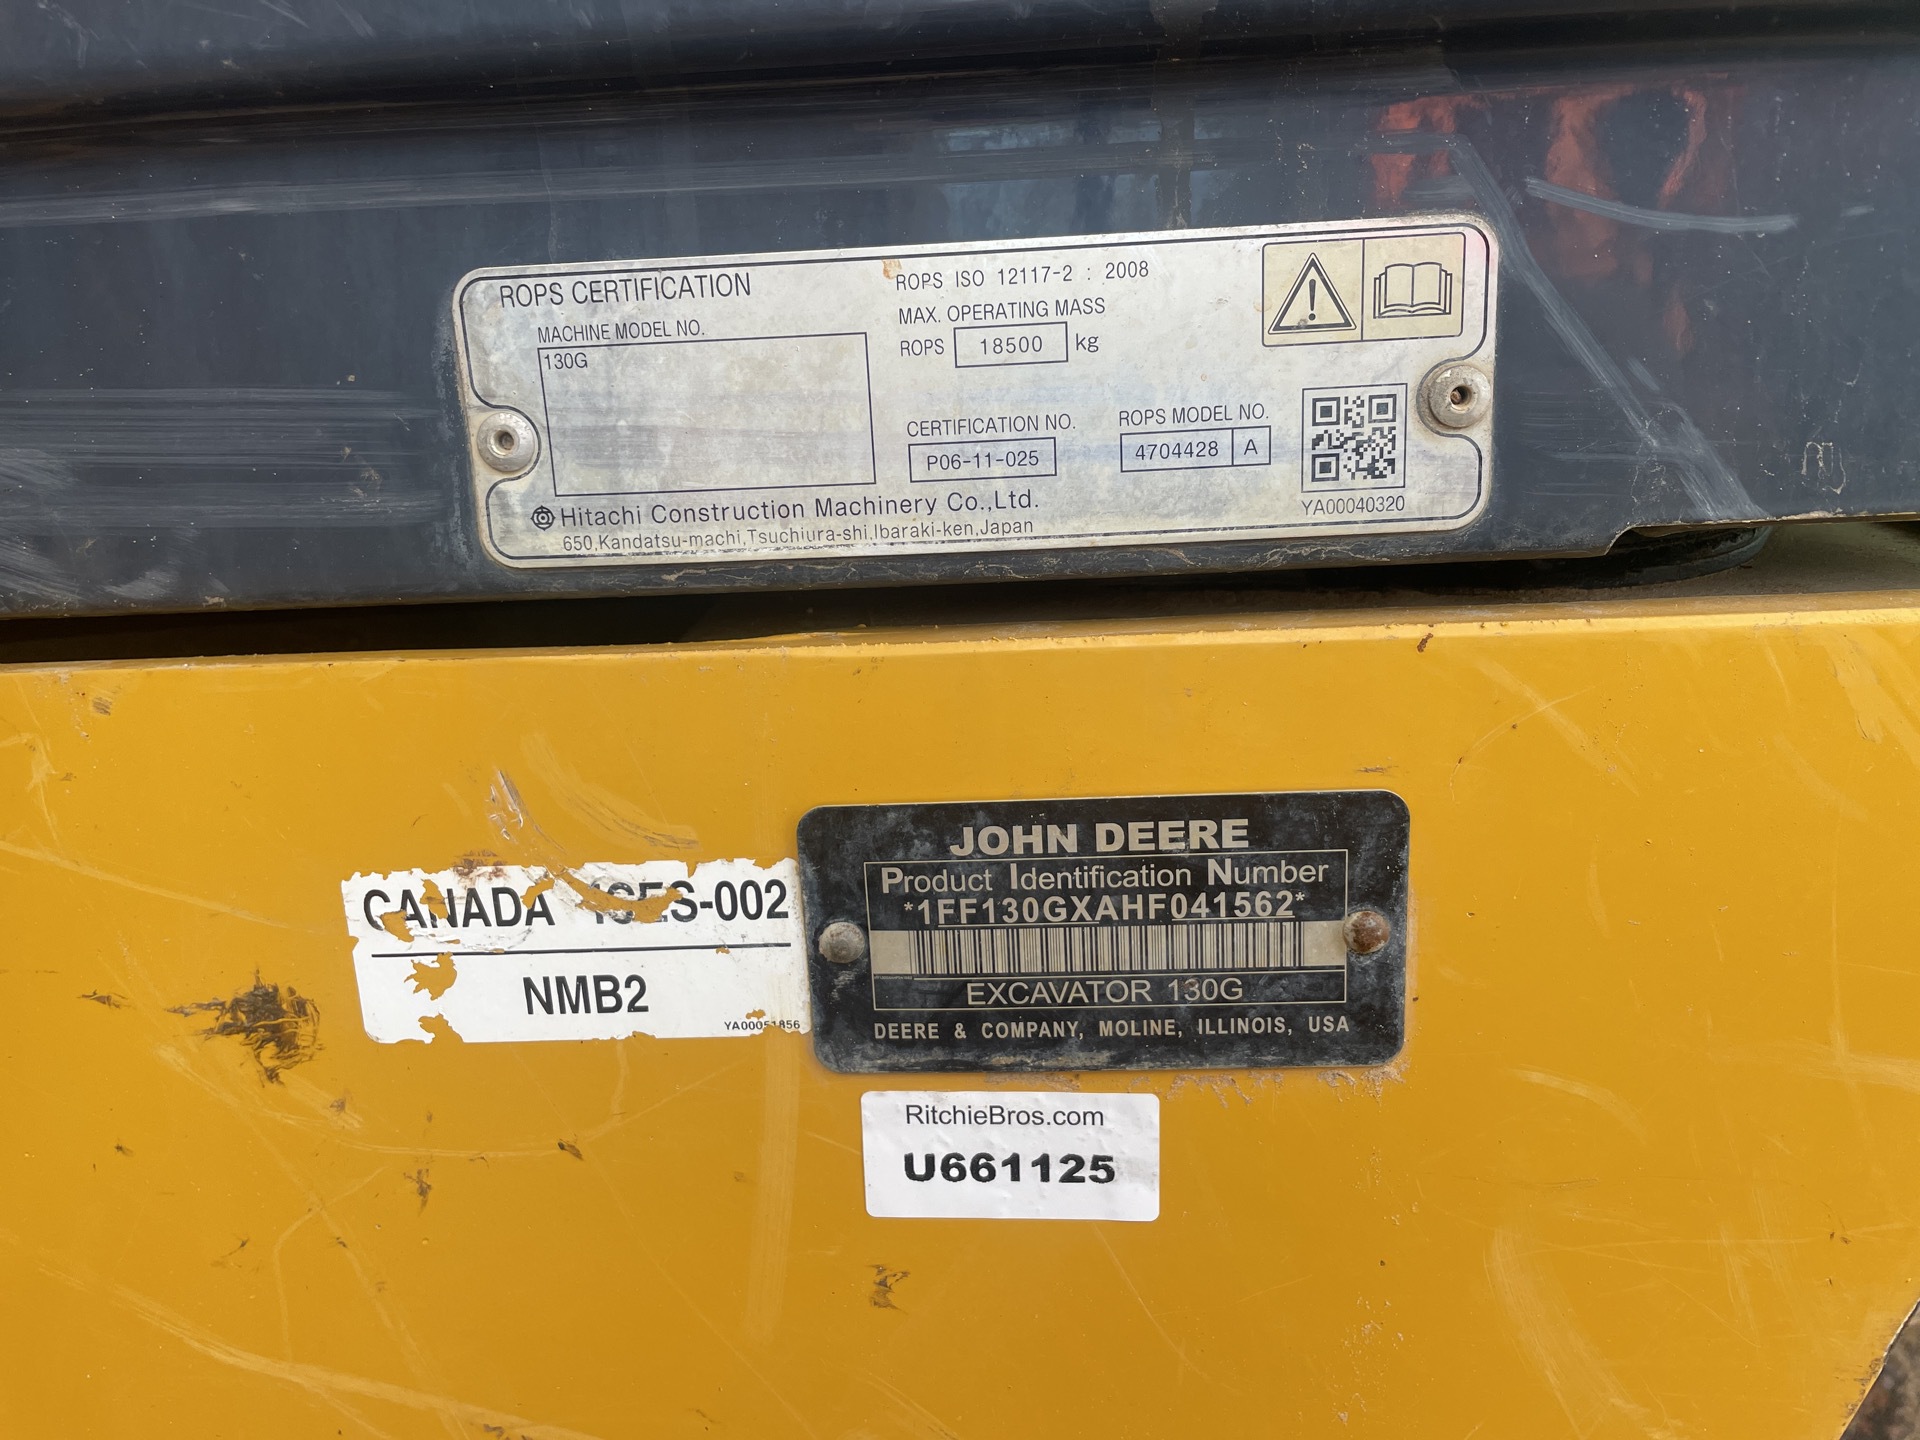 ROPS CERTIFICATION
MACHINE MODEL NO.
130G
ROPS ISO 12117-2 : 2008
MAX. OPERATING MASS
ROPS 18500 kg
CERTIFICATION NO.
P06-11-025
ROPS MODEL NO.
4704428 A
YA00040320
Hitachi Construction Machinery Co.,Ltd.
650,Kandatsu-machi,Tsuchiura-shi,Ibaraki-ken,Japan
CANADA
NMB2
JOHN DEERE
Product Identification Number
*1FF130GXAHF041562*
EXCAVATOR 130G
DEERE & COMPANY, MOLINE, ILLINOIS, USA
RitchieBros.com
U661125